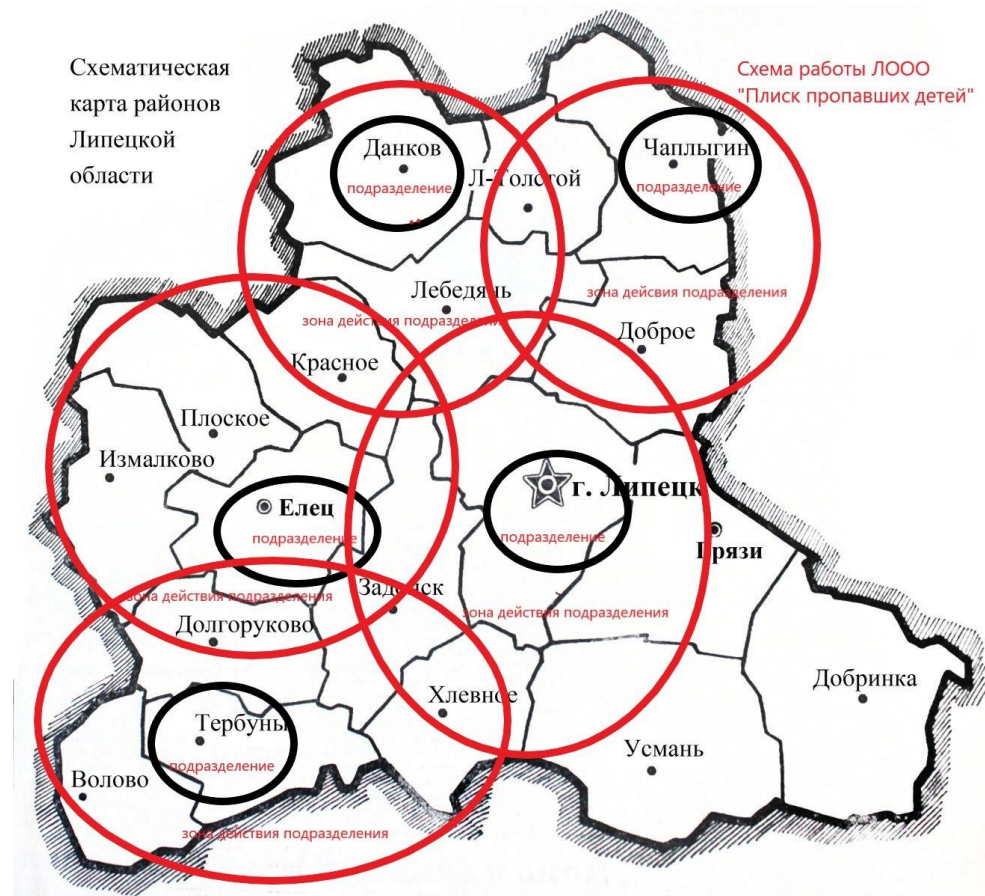 Схематическая
карта районов
Липецкой
области
Схема работы ЛООО
"Плиск пропавших детей"
Данков
подразделение
Л-Толстой
Чаплыгин
подразделение
Лебедянь
зона действия подразделени
зона действия подразделения
Доброе
Красное
Плоское
Измалково
Елец
подразделение
г. Липецк
подразделение
Грязи
зона действия подразделения
Задонск
зона действия подразделения
Долгоруково
Хлевное
Добринка
Тербуны
подразделение
Усмань
Волово
зона действия подразделения